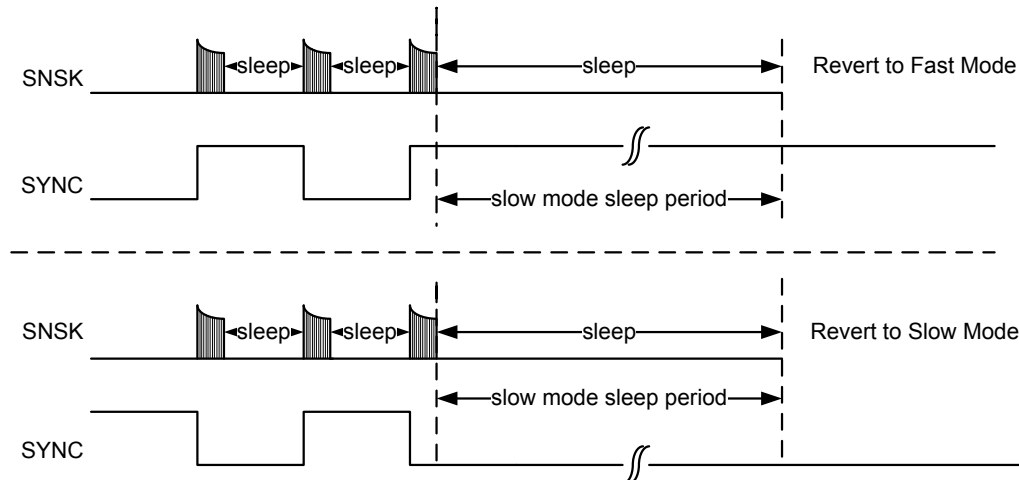 sleep sleep sleep Revert to Fast Mode
SNSK
SYNC
slow mode sleep period
sleep sleep sleep Revert to Slow Mode
SNSK
slow mode sleep period
SYNC